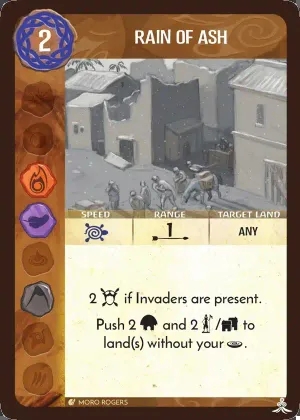 2
RAIN OF ASH
SPEED RANGE TARGET LAND
1 ANY
2 if Invaders are present.
Push 2 and 2 / to
land(s) without your .
MORO ROGERS